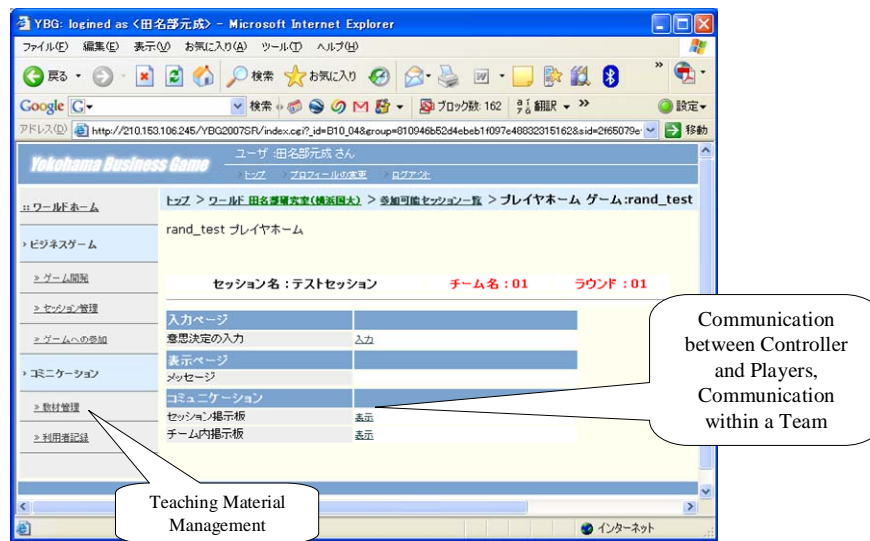 YBG: logined as <田名部元成> - Microsoft Internet Explorer
ファイル(F) 編集(E) 表示(V) お気に入り(A) ツール(T) ヘルプ(H)
戻る 検索 お気に入り
Google 検索 ブロック数: 162 翻訳 設定
アドレス(D) http://210.153.106.245/YBG2007SR/index.cgi?_id=B10_04&group= 移動
Yokohama Business Game
ユーザ :田名部元成 さん
トップ プロフィールの変更 ログアウト
:: ワールドホーム
› ビジネスゲーム
» ゲーム開発
» セッション管理
» ゲームへの参加
› コミニケーション
» 教材管理
» 利用者記録
トップ > ワールド 田名部研究室(横浜国大) > 参加可能セッション一覧 > プレイヤホーム ゲーム:rand_test
rand_test プレイヤホーム
セッション名 : テストセッション チーム名 : 01 ラウンド : 01
入力ページ
意思決定の入力 入力
表示ページ
メッセージ
コミュニケーション
セッション掲示板 表示
チーム内掲示板 表示
Communication
between Controller
and Players,
Communication
within a Team
Teaching Material
Management
インターネット